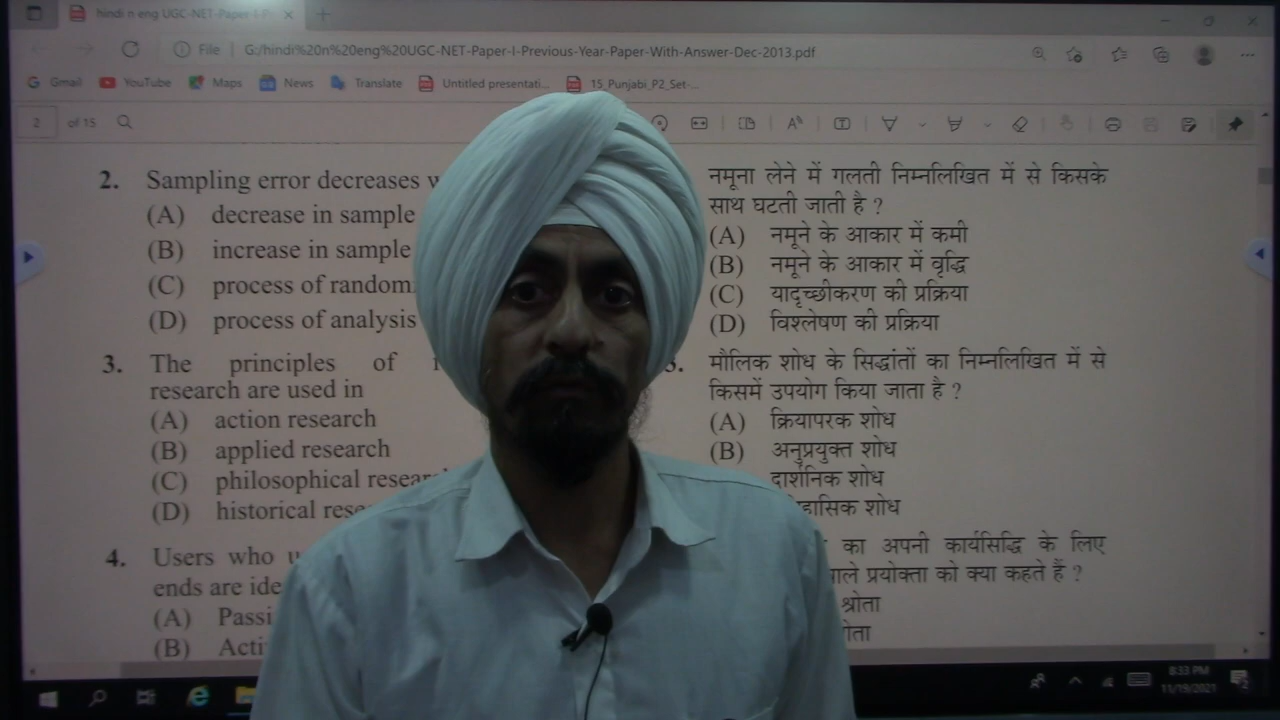 hindi n eng UGC-NET-Paper-I-P
File G:/hindi%20n%20eng%20UGC-NET-Paper-I-Previous-Year-Paper-With-Answer-Dec-2013.pdf
Gmail YouTube Maps News Translate Untitled presentati... 15_Punjabi_P2_Set-...
2 of 15
2. Sampling error decreases
(A) decrease in sample
(B) increase in sample
(C) process of random
(D) process of analysis
3. The principles of
research are used in
(A) action research
(B) applied research
(C) philosophical resear
(D) historical rese
4. Users who
ends are ide
(A) Passi
(B) Acti
नमूना लेने में गलती निम्नलिखित में से किसके
साथ घटती जाती है ?
(A) नमूने के आकार में कमी
(B) नमूने के आकार में वृद्धि
(C) यादृच्छीकरण की प्रक्रिया
(D) विश्लेषण की प्रक्रिया
3. मौलिक शोध के सिद्धांतों का निम्नलिखित में से
किसमें उपयोग किया जाता है ?
(A) क्रियापरक शोध
(B) अनुप्रयुक्त शोध
दार्शनिक शोध
हासिक शोध
का अपनी कार्यसिद्धि के लिए
वाले प्रयोक्ता को क्या कहते हैं ?
श्रोता
8:33 PM
11/19/2021